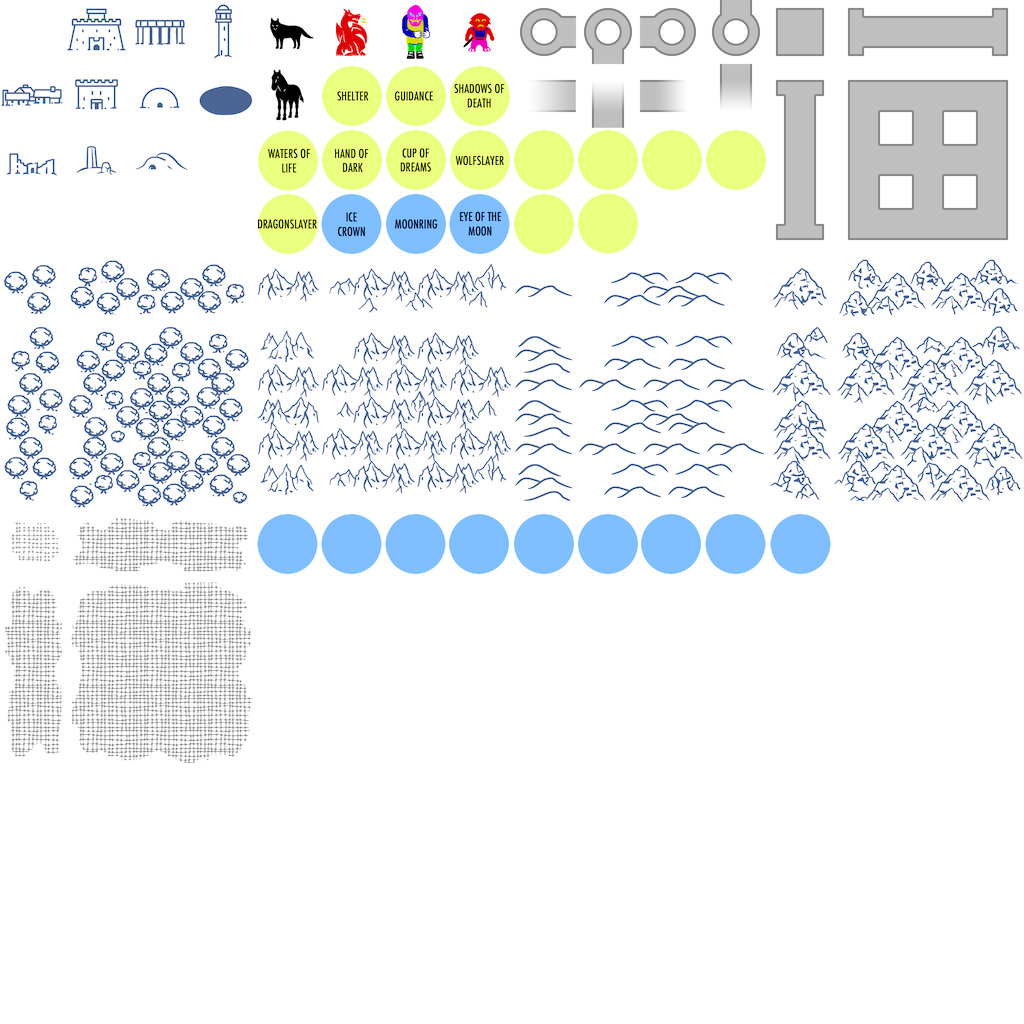 SHELTER
GUIDANCE
SHADOWS OF
DEATH
WATERS OF
LIFE
HAND OF
DARK
CUP OF
DREAMS
WOLFSLAYER
DRAGONSLAYER
ICE
CROWN
MOONRING
EYE OF THE
MOON